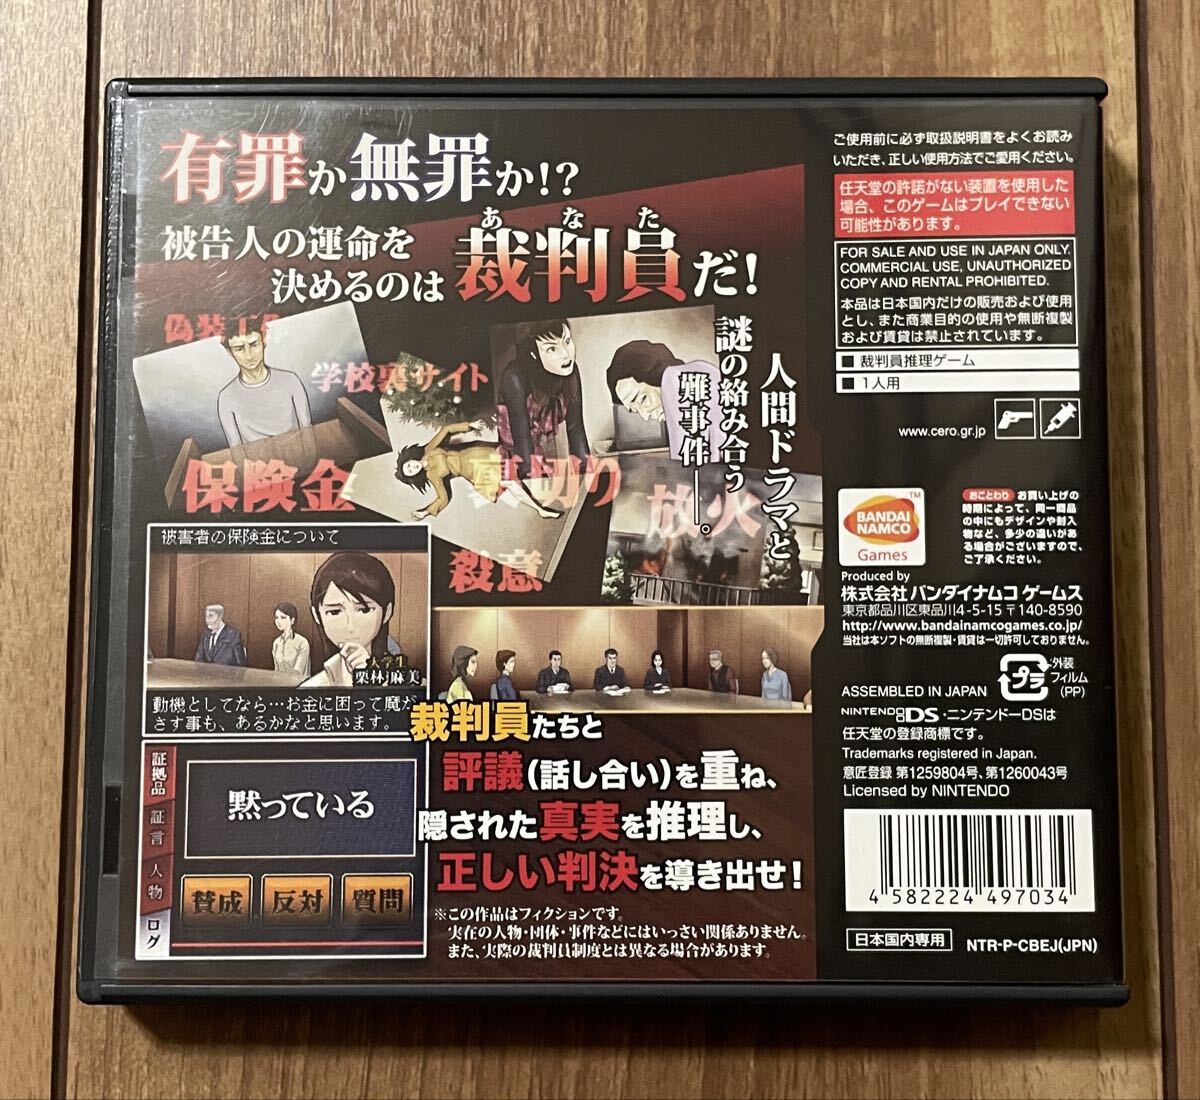 有罪か無罪か!?
被告人の運命を
決めるのは裁判員だ!
あなた
偽装工作
学校裏サイト
保険金
裏切り
放火
殺意
人間ドラマと
謎の絡み合う
難事件──。
被害者の保険金について
大学生
栗林 麻美
動機としてなら…お金に困って魔が
さす事も、あるかなと思います。
証拠品
証言
人物
ログ
黙っている
賛成
反対
質問
裁判員たちと
評議(話し合い)を重ね、
隠された真実を推理し、
正しい判決を導き出せ!
※この作品はフィクションです。
実在の人物・団体・事件などにはいっさい関係ありません。
また、実際の裁判員制度とは異なる場合があります。
ご使用前に必ず取扱説明書をよくお読み
いただき、正しい使用方法でご愛用ください。
任天堂の許諾がない装置を使用した
場合、このゲームはプレイできない
可能性があります。
FOR SALE AND USE IN JAPAN ONLY.
COMMERCIAL USE, UNAUTHORIZED
COPY AND RENTAL PROHIBITED.
本品は日本国内だけの販売および使用
とし、また商業目的の使用や無断複製
および賃貸は禁止されています。
■ 裁判員推理ゲーム
■ 1人用
www.cero.gr.jp
BANDAI
NAMCO
Games
TM
おことわり お買い上げの
時期によって、同一商品
の中にもデザインや封入
物など、多少の違いがあ
る場合がございますので、
ご了承ください。
Produced by
株式会社 バンダイナムコ ゲームス
東京都品川区東品川4-5-15 〒140-8590
http://www.bandainamcogames.co.jp/
当社は本ソフトの無断複製・賃貸は一切許可しておりません。
プラ
外装
フィルム
(PP)
ASSEMBLED IN JAPAN
NINTENDO DS・ニンテンドーDSは
任天堂の登録商標です。
Trademarks registered in Japan.
意匠登録 第1259804号、第1260043号
Licensed by NINTENDO
4 582224 497034
日本国内専用
NTR-P-CBEJ(JPN)